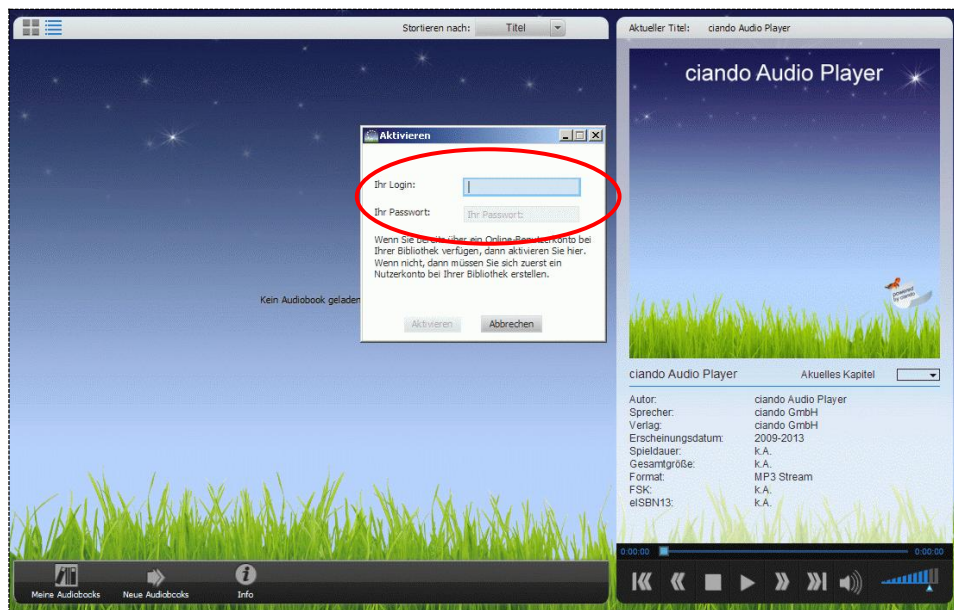 Stortieren nach: Titel
Aktueller Titel: ciando Audio Player
ciando Audio Player
Aktivieren
Ihr Login:
Ihr Passwort: Ihr Passwort:
Wenn Sie bereits über ein Online-Benutzerkonto bei
Ihrer Bibliothek verfügen, dann aktivieren Sie hier.
Wenn nicht, dann müssen Sie sich zuerst ein
Nutzerkonto bei Ihrer Bibliothek erstellen.
Kein Audiobook geladen
Aktivieren Abbrechen
powered
by ciando
ciando Audio Player Akuelles Kapitel
Autor: ciando Audio Player
Sprecher: ciando GmbH
Verlag: ciando GmbH
Erscheinungsdatum: 2009-2013
Spieldauer: k.A.
Gesamtgröße: k.A.
Format: MP3 Stream
FSK: k.A.
eISBN13: k.A.
0:00:00 0:00:00
Meine Audiobooks Neue Audiobooks Info